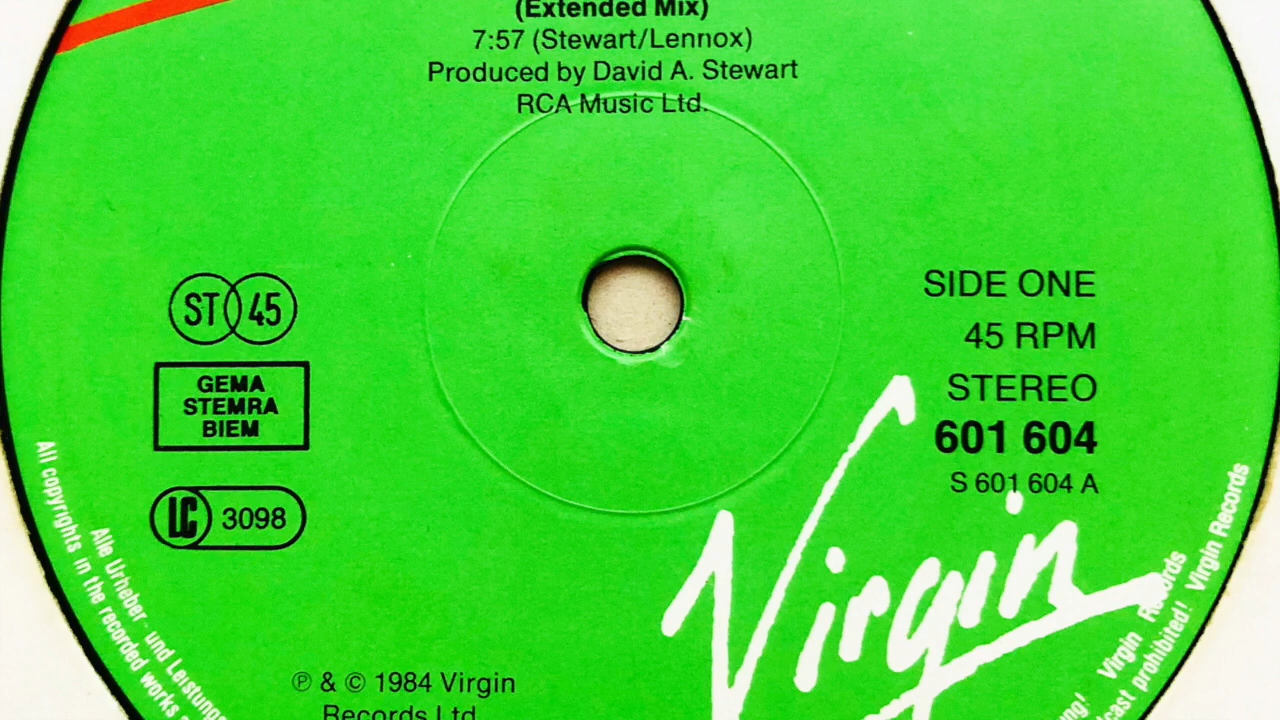 (Extended Mix)
7:57 (Stewart/Lennox)
Produced by David A. Stewart
RCA Music Ltd.
ST 45
GEMA
STEMRA
BIEM
LC 3098
SIDE ONE
45 RPM
STEREO
601 604
S 601 604 A
Virgin
℗ & © 1984 Virgin
Records Ltd
All copyrights in the recorded works
Alle Urheber- und Leistungs
Virgin Records
prohibited! Virgin Records